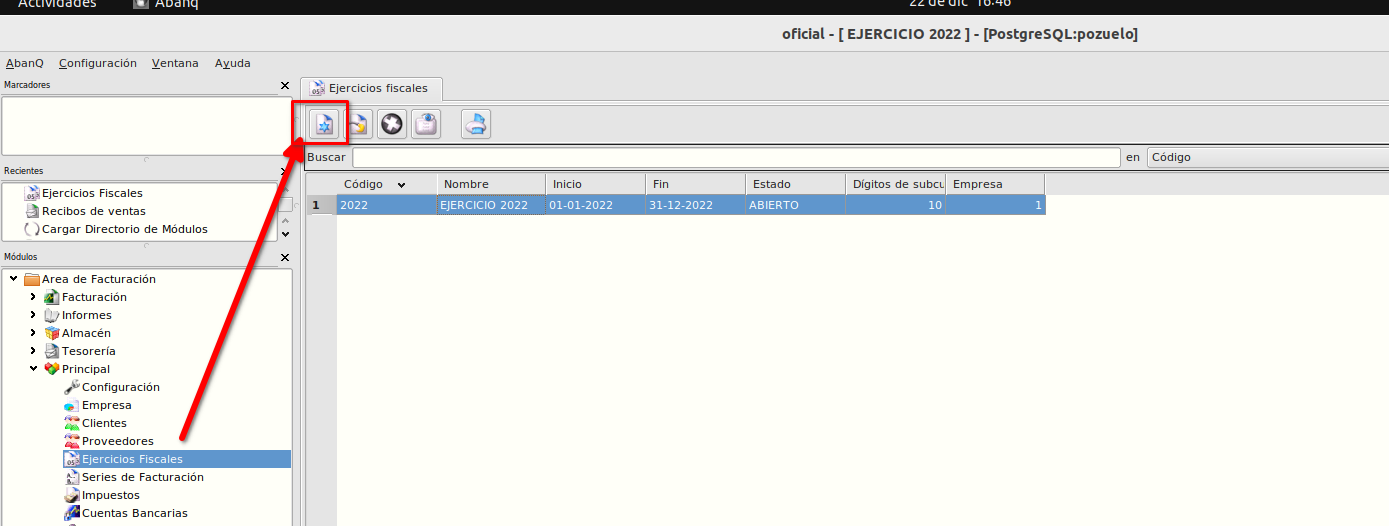 Actividades Abanq 22 de dic 16:46
oficial - [ EJERCICIO 2022 ] - [PostgreSQL:pozuelo]
AbanQ Configuración Ventana Ayuda
Marcadores
Ejercicios fiscales
Buscar en Código
Recientes
Ejercicios Fiscales
Recibos de ventas
Cargar Directorio de Módulos
Código Nombre Inicio Fin Estado Dígitos de subcu Empresa
1 2022 EJERCICIO 2022 01-01-2022 31-12-2022 ABIERTO 10 1
Módulos
Area de Facturación
Facturación
Informes
Almacén
Tesorería
Principal
Configuración
Empresa
Clientes
Proveedores
Ejercicios Fiscales
Series de Facturación
Impuestos
Cuentas Bancarias